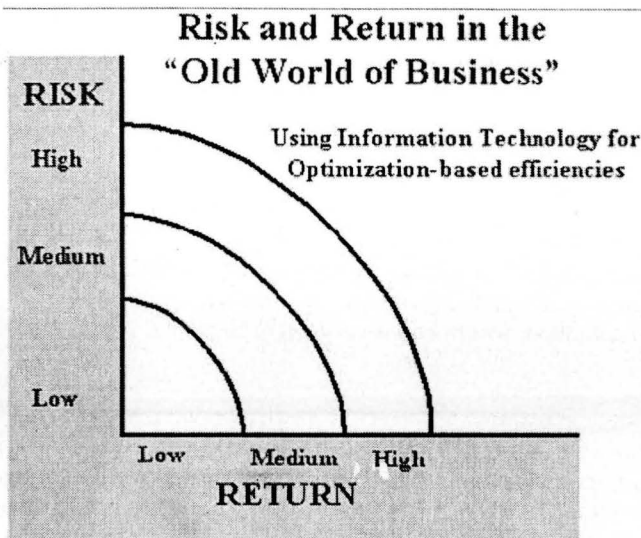 Risk and Return in the
“Old World of Business”
RISK
Using Information Technology for
Optimization-based efficiencies
High
Medium
Low
Low Medium High
RETURN